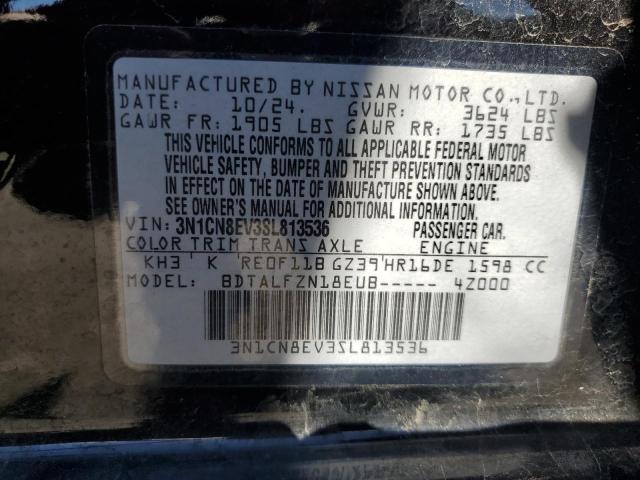 MANUFACTURED BY NISSAN MOTOR CO., LTD.
DATE: 10/24. GVWR: 3624 LBS
GAWR FR: 1905 LBS GAWR RR: 1735 LBS
THIS VEHICLE CONFORMS TO ALL APPLICABLE FEDERAL MOTOR
VEHICLE SAFETY, BUMPER AND THEFT PREVENTION STANDARDS
IN EFFECT ON THE DATE OF MANUFACTURE SHOWN ABOVE.
SEE OWNER'S MANUAL FOR ADDITIONAL INFORMATION.
VIN: 3N1CN8EV3SL813536 PASSENGER CAR.
COLOR TRIM TRANS AXLE ENGINE
KH3 K RE0F11B GZ39 HR16DE 1598 CC
MODEL: BDTALFZN18EUB----- 4Z000
3N1CN8EV3SL813536